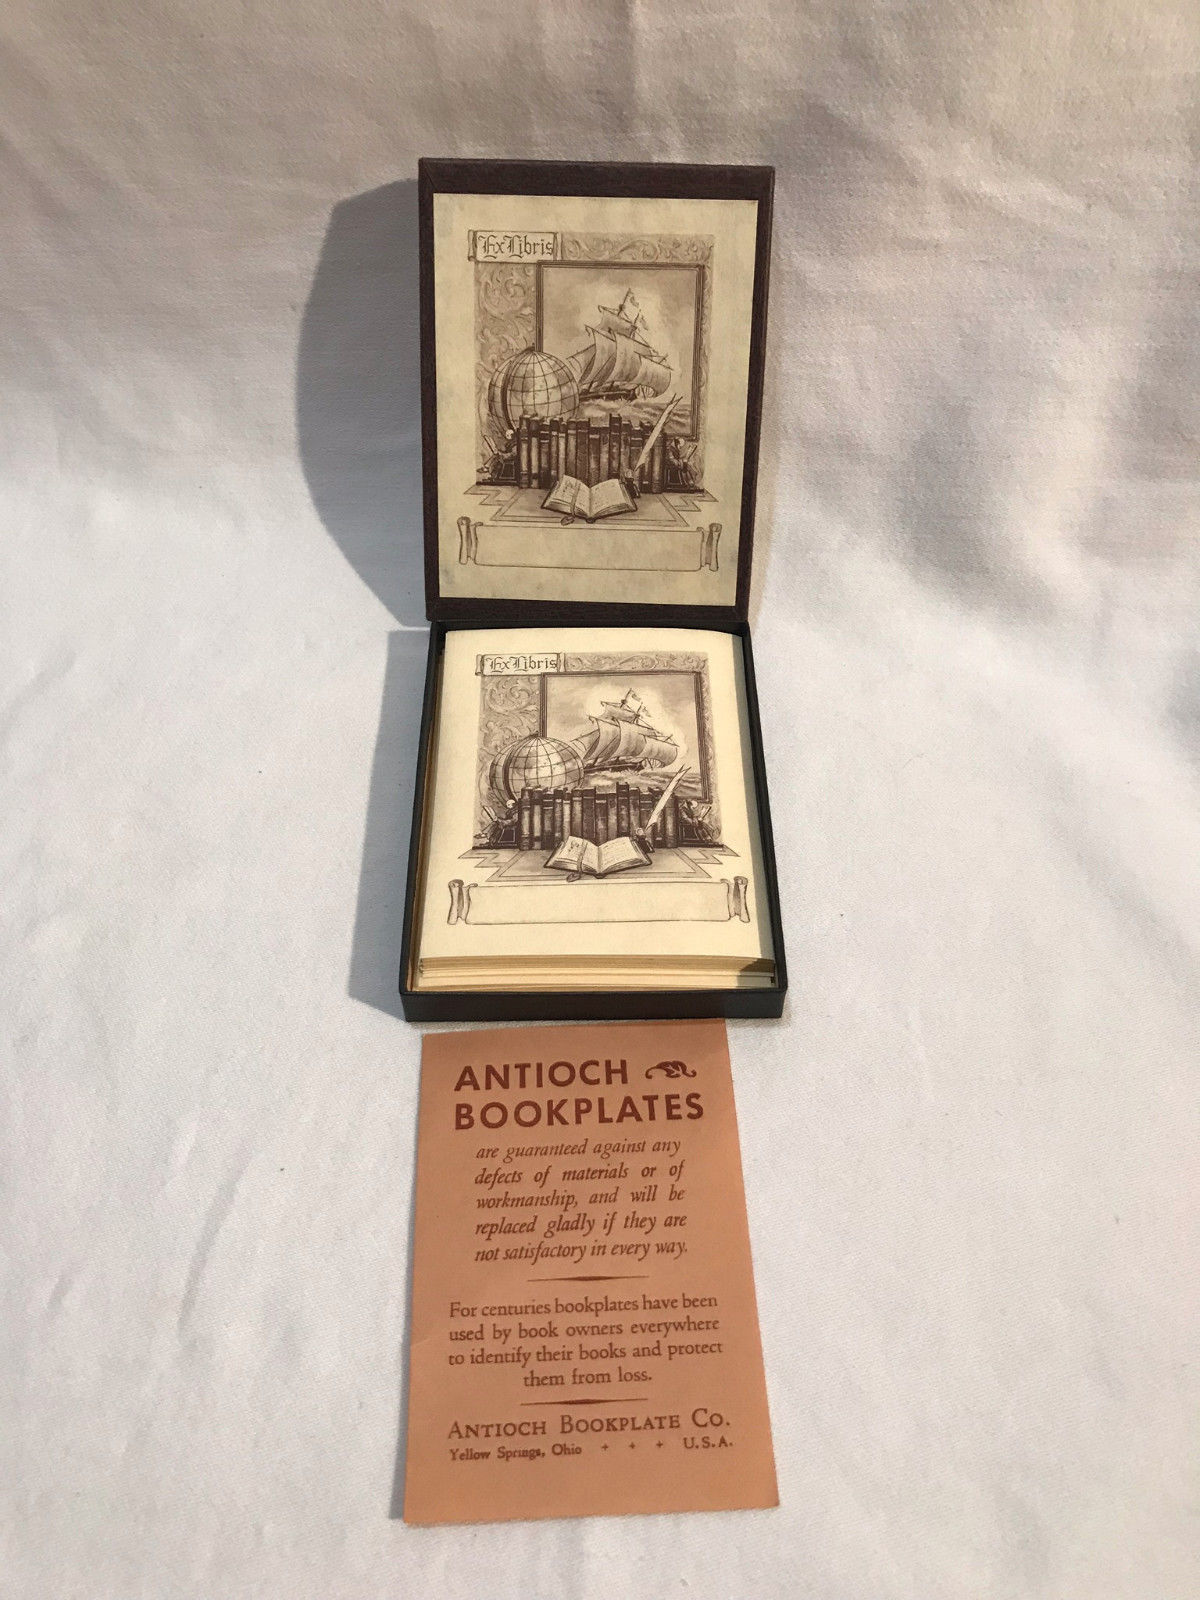 Ex Libris
Ex Libris
ANTIOCH
BOOKPLATES
are guaranteed against any
defects of materials or of
workmanship, and will be
replaced gladly if they are
not satisfactory in every way.
For centuries bookplates have been
used by book owners everywhere
to identify their books and protect
them from loss.
ANTIOCH BOOKPLATE CO.
Yellow Springs, Ohio + + + U.S.A.